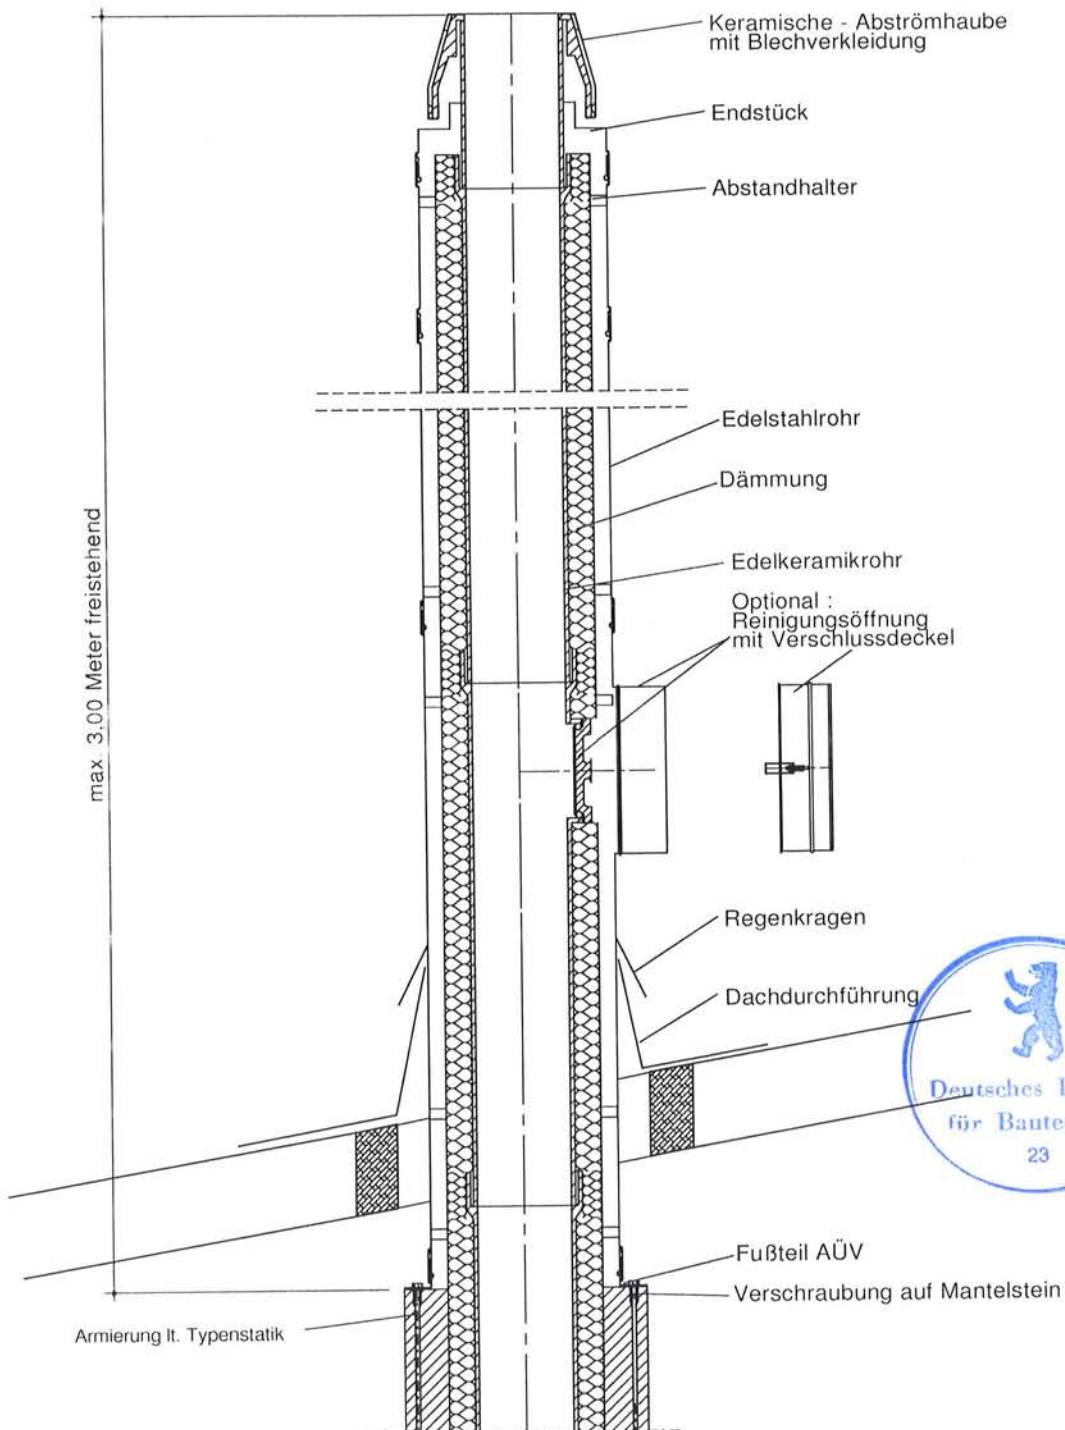 Keramische - Abströmhaube
mit Blechverkleidung
Endstück
Abstandhalter
Edelstahlrohr
Dämmung
Edelkeramikrohr
Optional :
Reinigungsöffnung
mit Verschlussdeckel
max. 3.00 Meter freistehend
Regenkragen
Dachdurchführung
Deutsches
für
23
Fußteil AÜV
Verschraubung auf Mantelstein
Armierung lt. Typenstatik